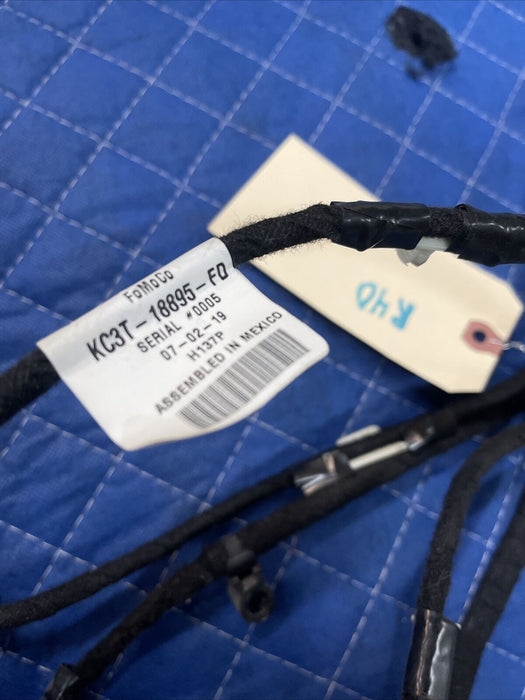 FoMoCo
KC3T-18895-FQ
SERIAL #0005
07-02-19
H137P
ASSEMBLED IN MEXICO
R40